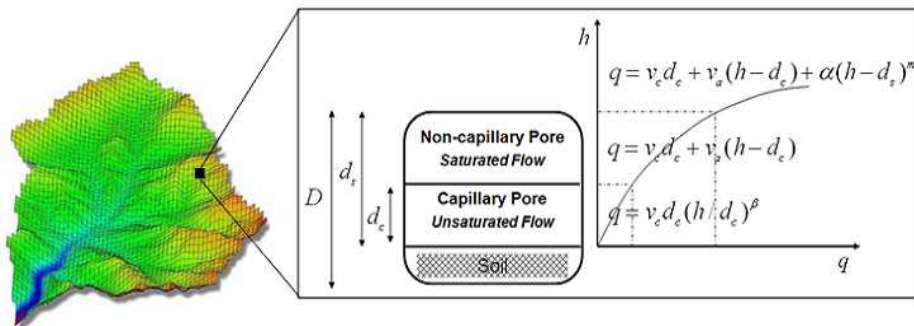 h
q = v_c d_c + v_a (h − d_c) + α(h − d_s)^m
Non-capillary Pore
Saturated Flow
d_s
q = v_c d_c + v_a (h − d_c)
D
Capillary Pore
Unsaturated Flow
d_c
q = v_c d_c (h / d_c)^β
Soil
q